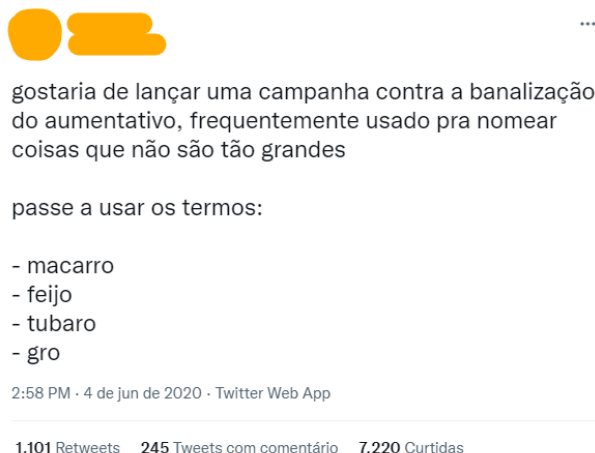 gostaria de lançar uma campanha contra a banalização
do aumentativo, frequentemente usado pra nomear
coisas que não são tão grandes
passe a usar os termos:
- macarro
- feijo
- tubaro
- gro
2:58 PM · 4 de jun de 2020 · Twitter Web App
1.101 Retweets 245 Tweets com comentário 7.220 Curtidas